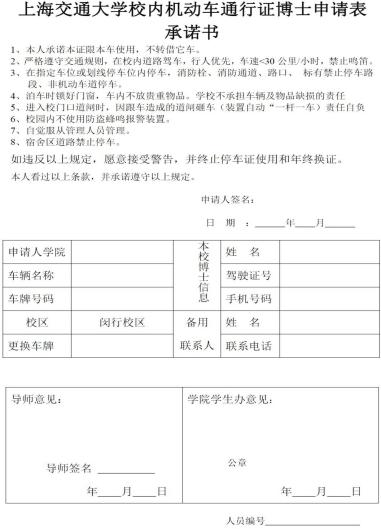 上海交通大学校内机动车通行证博士申请表
承诺书
1、本人承诺本证限本车使用，不转借它车。
2、严格遵守交通规则，在校内道路驾车，行人优先，车速<30 公里/小时，禁止鸣笛。
3、在指定车位或划线停车位内停车，消防栓、消防通道、路口、 标有禁止停车路
段、非机动车道停车。
4、泊车时锁好门窗，车内不放贵重物品。学校不承担车辆及物品缺损的责任
5、进入校门口道闸时，因跟车造成的道闸砸车（装置自动"一杆一车）责任自负
6、校园内不使用防盗蜂鸣报警装置。
7、自觉服从管理人员管理。
8、宿舍区道路禁止停车。
如违反以上规定，愿意接受警告，并终止停车证使用和年终换证。
本人看过以上条款，并承诺遵守以上规定。
申请人签名：
日 期 ：______年____月_____
申请人学院 本校博士信息 姓 名
车辆名称 驾驶证号
车牌号码 手机号码
校区 闵行校区 备用 姓 名
更换车牌 联系人 联系电话
导师意见： 学院学生办意见：
导师签名 ________ 公章
年____月____日 年____月____日
人员编号________________